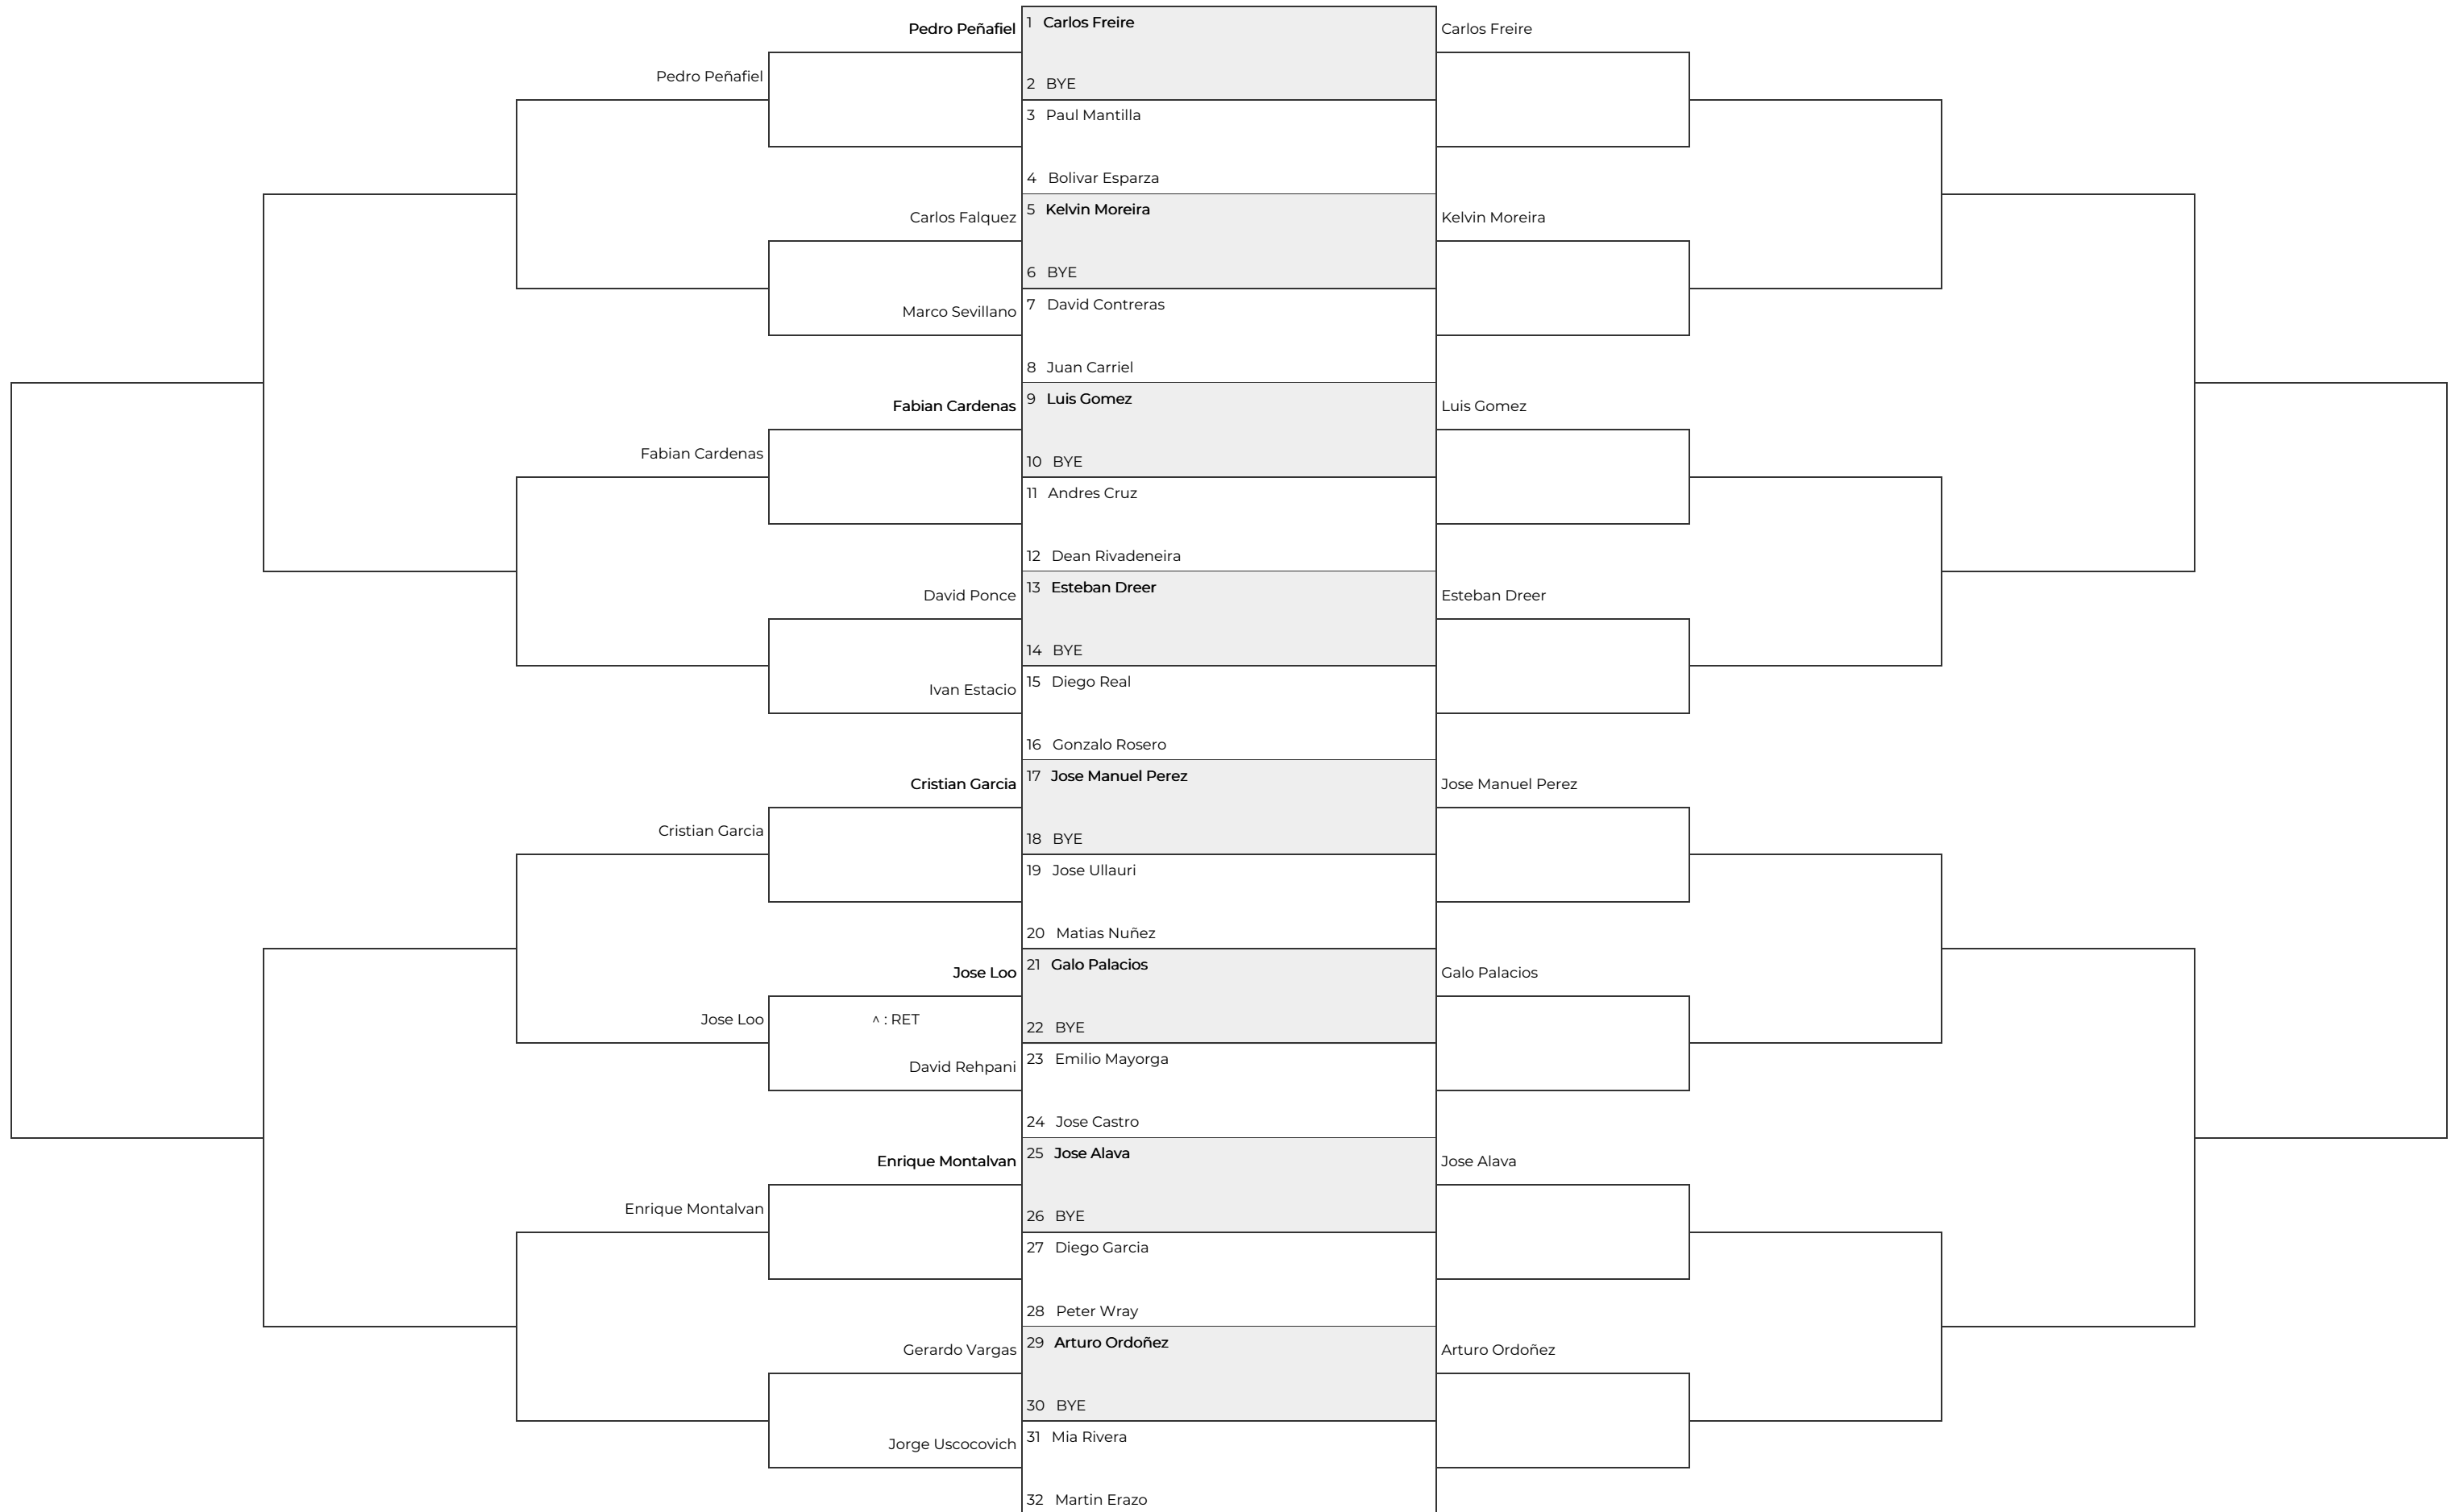 Pedro Peñafiel
1 Carlos Freire
Carlos Freire
Pedro Peñafiel
2 BYE
3 Paul Mantilla
4 Bolivar Esparza
Carlos Falquez
5 Kelvin Moreira
Kelvin Moreira
6 BYE
Marco Sevillano
7 David Contreras
8 Juan Carriel
Fabian Cardenas
9 Luis Gomez
Luis Gomez
Fabian Cardenas
10 BYE
11 Andres Cruz
12 Dean Rivadeneira
David Ponce
13 Esteban Dreer
Esteban Dreer
14 BYE
Ivan Estacio
15 Diego Real
16 Gonzalo Rosero
Cristian Garcia
17 Jose Manuel Perez
Jose Manuel Perez
Cristian Garcia
18 BYE
19 Jose Ullauri
20 Matias Nuñez
Jose Loo
21 Galo Palacios
Galo Palacios
Jose Loo
^ : RET
22 BYE
David Rehpani
23 Emilio Mayorga
24 Jose Castro
Enrique Montalvan
25 Jose Alava
Jose Alava
Enrique Montalvan
26 BYE
27 Diego Garcia
28 Peter Wray
Gerardo Vargas
29 Arturo Ordoñez
Arturo Ordoñez
30 BYE
Jorge Uscocovich
31 Mia Rivera
32 Martin Erazo